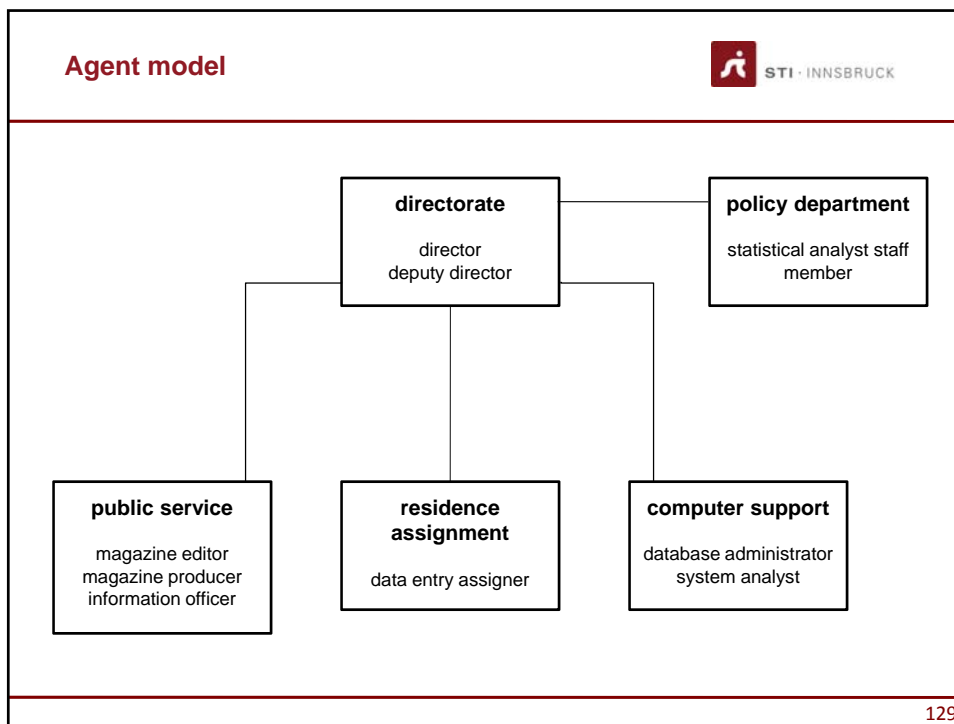 Agent model
STI · INNSBRUCK
directorate
director
deputy director
policy department
statistical analyst staff
member
public service
magazine editor
magazine producer
information officer
residence
assignment
data entry assigner
computer support
database administrator
system analyst
129